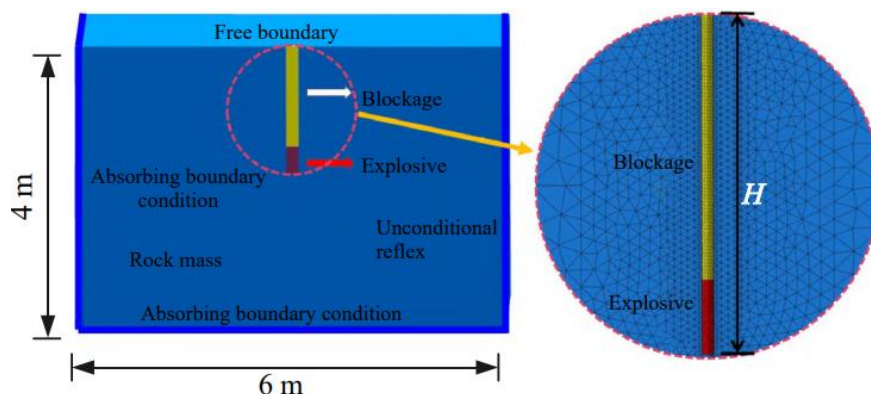 Free boundary
Blockage
Explosive
Absorbing boundary
condition
Unconditional
reflex
Rock mass
Absorbing boundary condition
4 m
6 m
Blockage
H
Explosive